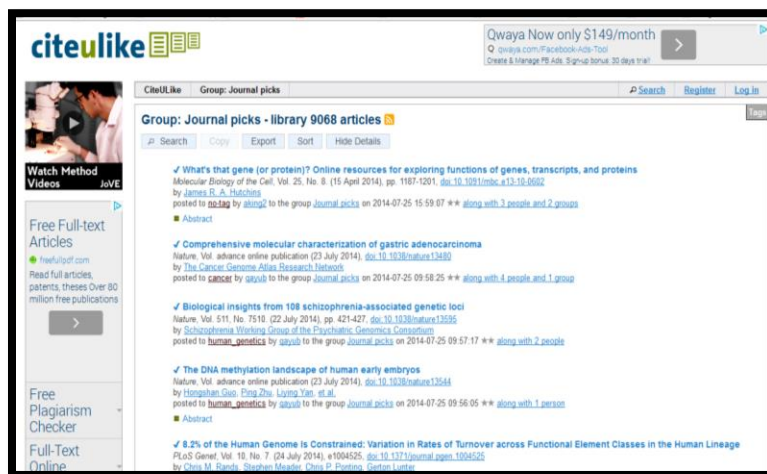 citeulike
Qwaya Now only $149/month
qwaya.com/Facebook-Ads-Tool
Create & Manage FB Ads. Sign-up bonus: 30 days trial!
CiteULike Group: Journal picks Search Register Log in
Tags
Group: Journal picks - library 9068 articles
Search Copy Export Sort Hide Details
Watch Method
Videos JoVE
Free Full-text
Articles
freefullpdf.com
Read full articles,
patents, theses Over 80
million free publications
Free
Plagiarism
Checker
Full-Text
Online
✓ What's that gene (or protein)? Online resources for exploring functions of genes, transcripts, and proteins
Molecular Biology of the Cell, Vol. 25, No. 8. (15 April 2014), pp. 1187-1201, doi:10.1091/mbc.e13-10-0602
by James R. A. Hutchins
posted to no-tag by aking2 to the group Journal picks on 2014-07-25 15:59:07 ★★ along with 3 people and 2 groups
Abstract
✓ Comprehensive molecular characterization of gastric adenocarcinoma
Nature, Vol. advance online publication (23 July 2014), doi:10.1038/nature13480
by The Cancer Genome Atlas Research Network
posted to cancer by qayub to the group Journal picks on 2014-07-25 09:58:25 ★★ along with 4 people and 1 group
✓ Biological insights from 108 schizophrenia-associated genetic loci
Nature, Vol. 511, No. 7510. (22 July 2014), pp. 421-427, doi:10.1038/nature13595
by Schizophrenia Working Group of the Psychiatric Genomics Consortium
posted to human_genetics by qayub to the group Journal picks on 2014-07-25 09:57:17 ★★ along with 2 people
✓ The DNA methylation landscape of human early embryos
Nature, Vol. advance online publication (23 July 2014), doi:10.1038/nature13544
by Hongshan Guo, Ping Zhu, Liying Yan, et al.
posted to human_genetics by qayub to the group Journal picks on 2014-07-25 09:56:05 ★★ along with 1 person
Abstract
✓ 8.2% of the Human Genome Is Constrained: Variation in Rates of Turnover across Functional Element Classes in the Human Lineage
PLoS Genet, Vol. 10, No. 7. (24 July 2014), e1004525, doi:10.1371/journal.pgen.1004525
by Chris M. Rands, Stephen Meader, Chris P. Ponting, Gerton Lunter